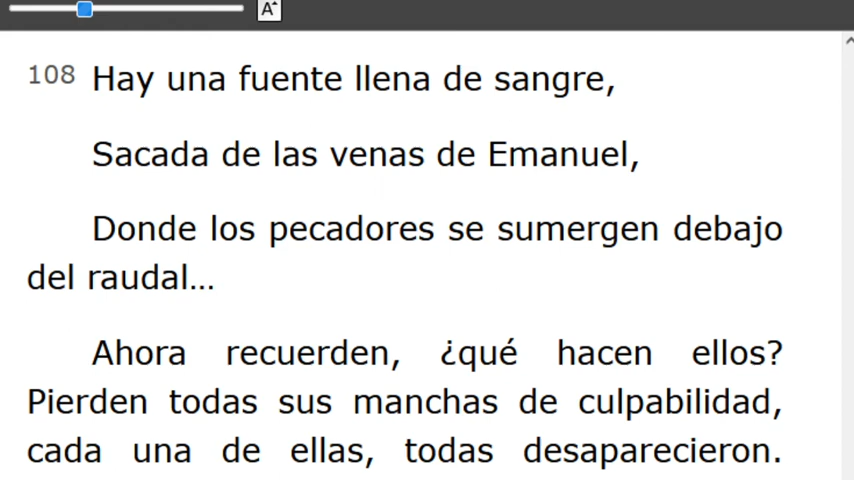 A
108 Hay una fuente llena de sangre,
Sacada de las venas de Emanuel,
Donde los pecadores se sumergen debajo
del raudal...
Ahora recuerden, ¿qué hacen ellos?
Pierden todas sus manchas de culpabilidad,
cada una de ellas, todas desaparecieron.